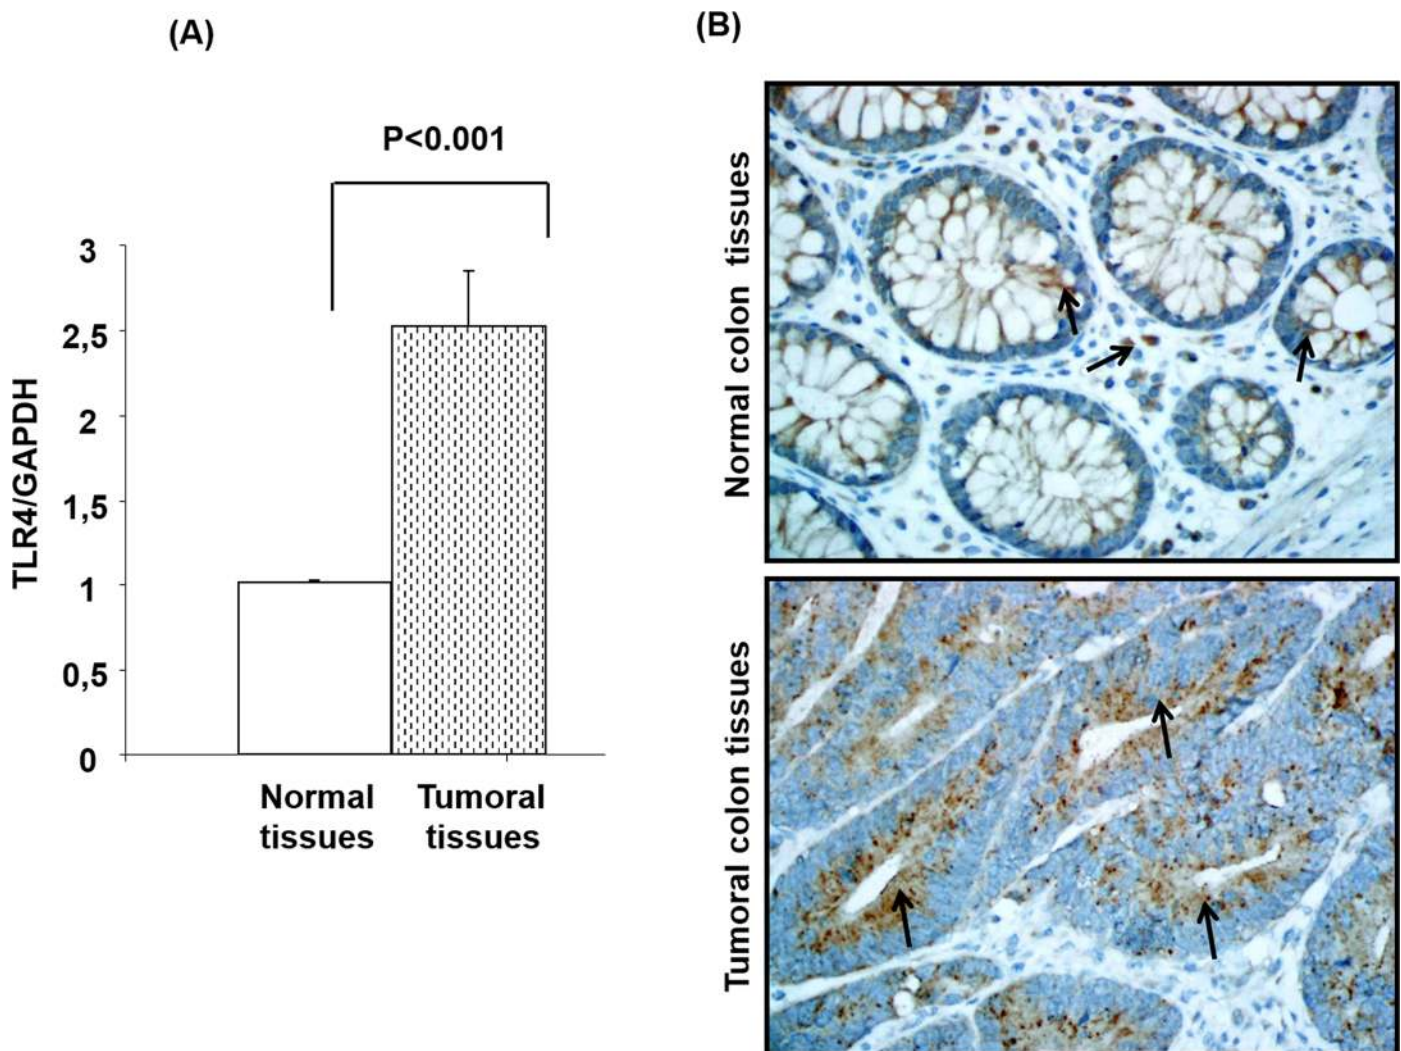 (A)
P<0.001
3
2,5
2
1,5
1
0,5
0
TLR4/GAPDH
Normal
tissues
Tumoral
tissues
(B)
Normal colon tissues
Tumoral colon tissues